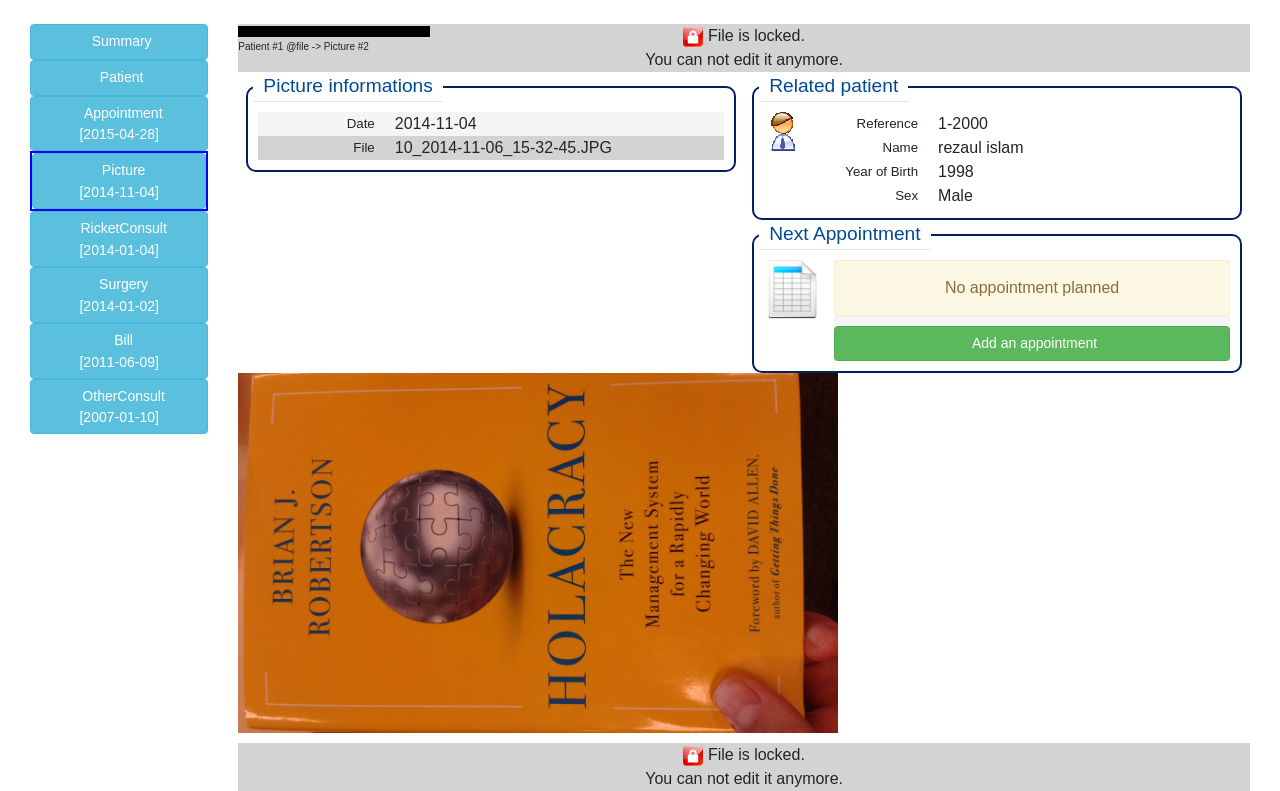 Summary
Patient
Appointment
[2015-04-28]
Picture
[2014-11-04]
RicketConsult
[2014-01-04]
Surgery
[2014-01-02]
Bill
[2011-06-09]
OtherConsult
[2007-01-10]
Patient #1 @file -> Picture #2
File is locked.
You can not edit it anymore.
Picture informations
Date 2014-11-04
File 10_2014-11-06_15-32-45.JPG
Related patient
Reference 1-2000
Name rezaul islam
Year of Birth 1998
Sex Male
Next Appointment
No appointment planned
Add an appointment
BRIAN J.
ROBERTSON
HOLACRACY
The New
Management System
for a Rapidly
Changing World
Foreword by DAVID ALLEN,
author of Getting Things Done
File is locked.
You can not edit it anymore.